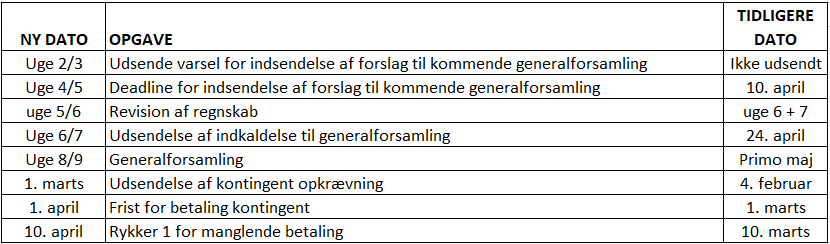 NY DATO OPGAVE TIDLIGERE DATO
Uge 2/3 Udsende varsel for indsendelse af forslag til kommende generalforsamling Ikke udsendt
Uge 4/5 Deadline for indsendelse af forslag til kommende generalforsamling 10. april
uge 5/6 Revision af regnskab uge 6 + 7
Uge 6/7 Udsendelse af indkaldelse til generalforsamling 24. april
Uge 8/9 Generalforsamling Primo maj
1. marts Udsendelse af kontingent opkrævning 4. februar
1. april Frist for betaling kontingent 1. marts
10. april Rykker 1 for manglende betaling 10. marts